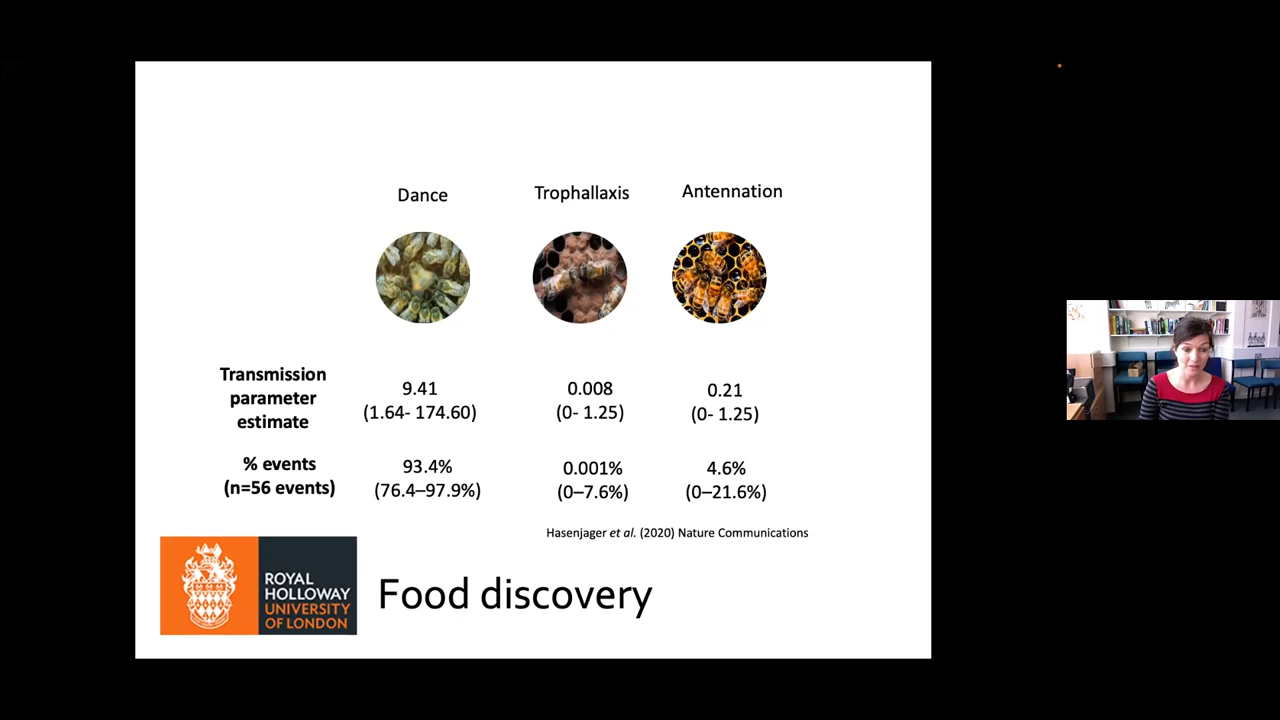 Dance
Trophallaxis
Antennation
Transmission
parameter
estimate
9.41
(1.64- 174.60)
0.008
(0- 1.25)
0.21
(0- 1.25)
% events
(n=56 events)
93.4%
(76.4–97.9%)
0.001%
(0–7.6%)
4.6%
(0–21.6%)
Hasenjager et al. (2020) Nature Communications
ROYAL
HOLLOWAY
UNIVERSITY
OF LONDON
Food discovery